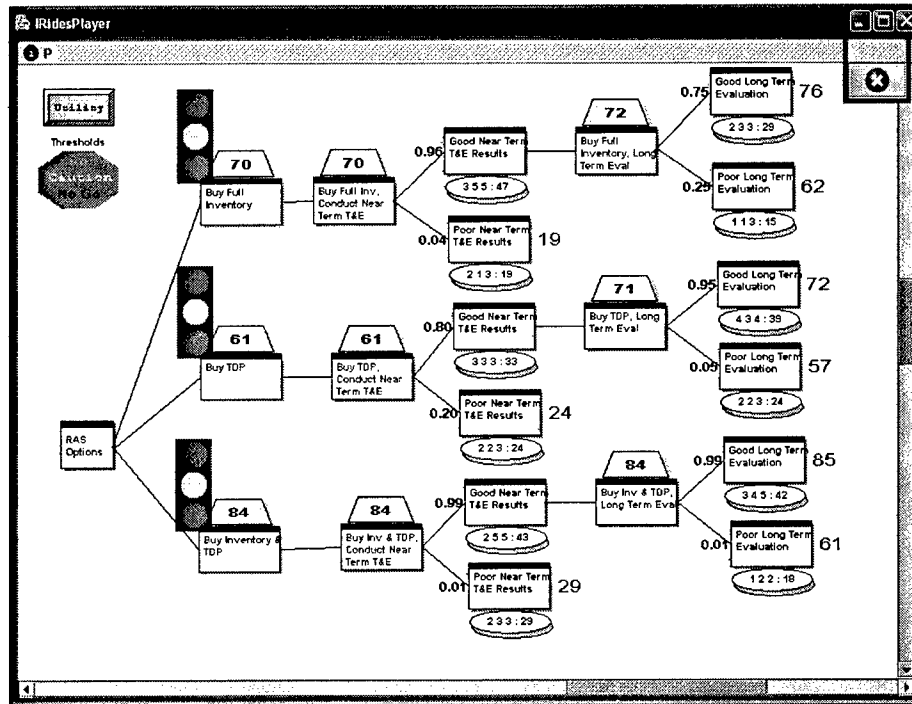 IRidesPlayer
P
Utility
Thresholds
Caution
No Go
RAS
Options
70
Buy Full
Inventory
70
Buy Full Inv,
Conduct Near
Term T&E
0.96
Good Near Term
T&E Results
3 5 5 : 47
0.04
Poor Near Term
T&E Results
19
2 1 3 : 19
72
Buy Full
Inventory, Long
Term Eval
0.75
Good Long Term
Evaluation
76
2 3 3 : 29
0.25
Poor Long Term
Evaluation
62
1 1 3 : 15
61
Buy TDP
61
Buy TDP,
Conduct Near
Term T&E
0.80
Good Near Term
T&E Results
3 3 3 : 33
0.20
Poor Near Term
T&E Results
24
2 2 3 : 24
71
Buy TDP, Long
Term Eval
0.95
Good Long Term
Evaluation
72
4 3 4 : 39
0.05
Poor Long Term
Evaluation
57
2 2 3 : 24
84
Buy Inventory &
TDP
84
Buy Inv & TDP,
Conduct Near
Term T&E
0.99
Good Near Term
T&E Results
2 5 5 : 43
0.01
Poor Near Term
T&E Results
29
2 3 3 : 29
84
Buy Inv & TDP,
Long Term Eval
0.99
Good Long Term
Evaluation
85
3 4 5 : 42
0.01
Poor Long Term
Evaluation
61
1 2 2 : 18